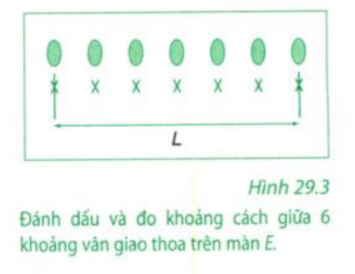 L
Hình 29.3
Đánh dấu và đo khoảng cách giữa 6
khoảng vân giao thoa trên màn E.